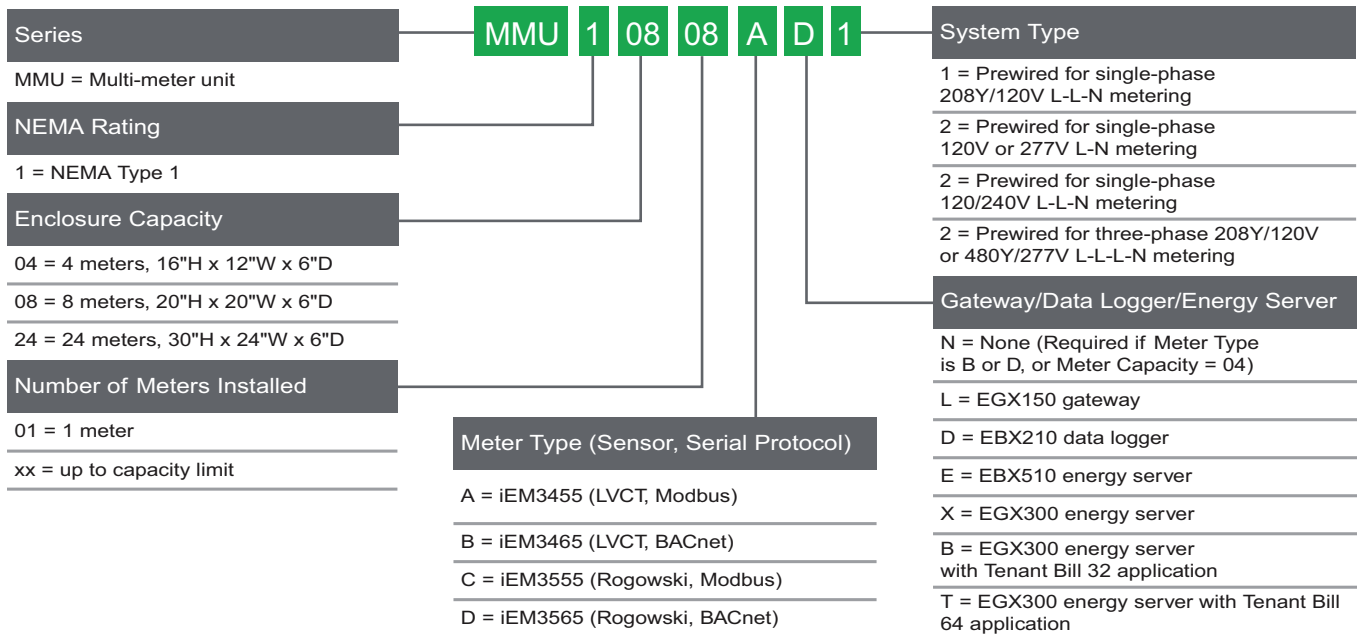 MMU 1 08 08 A D 1
Series
MMU = Multi-meter unit
NEMA Rating
1 = NEMA Type 1
Enclosure Capacity
04 = 4 meters, 16"H x 12"W x 6"D
08 = 8 meters, 20"H x 20"W x 6"D
24 = 24 meters, 30"H x 24"W x 6"D
Number of Meters Installed
01 = 1 meter
xx = up to capacity limit
Meter Type (Sensor, Serial Protocol)
A = iEM3455 (LVCT, Modbus)
B = iEM3465 (LVCT, BACnet)
C = iEM3555 (Rogowski, Modbus)
D = iEM3565 (Rogowski, BACnet)
System Type
1 = Prewired for single-phase
208Y/120V L-L-N metering
2 = Prewired for single-phase
120V or 277V L-N metering
2 = Prewired for single-phase
120/240V L-L-N metering
2 = Prewired for three-phase 208Y/120V
or 480Y/277V L-L-L-N metering
Gateway/Data Logger/Energy Server
N = None (Required if Meter Type
is B or D, or Meter Capacity = 04)
L = EGX150 gateway
D = EBX210 data logger
E = EBX510 energy server
X = EGX300 energy server
B = EGX300 energy server
with Tenant Bill 32 application
T = EGX300 energy server with Tenant Bill
64 application